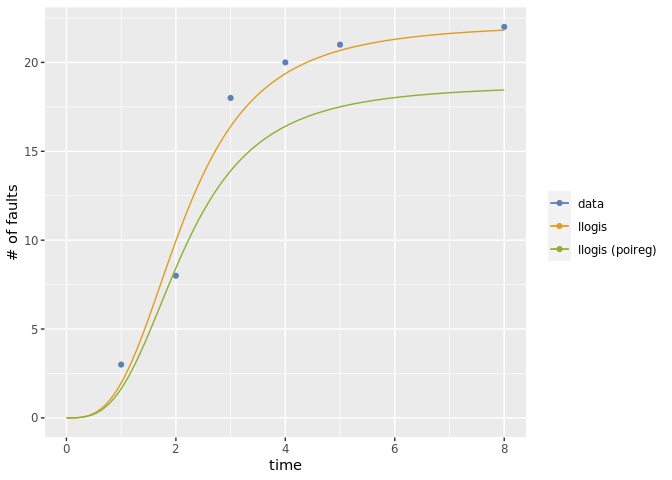 20
15
10
5
0
0 2 4 6 8
time
# of faults
data
llogis
llogis (poireg)